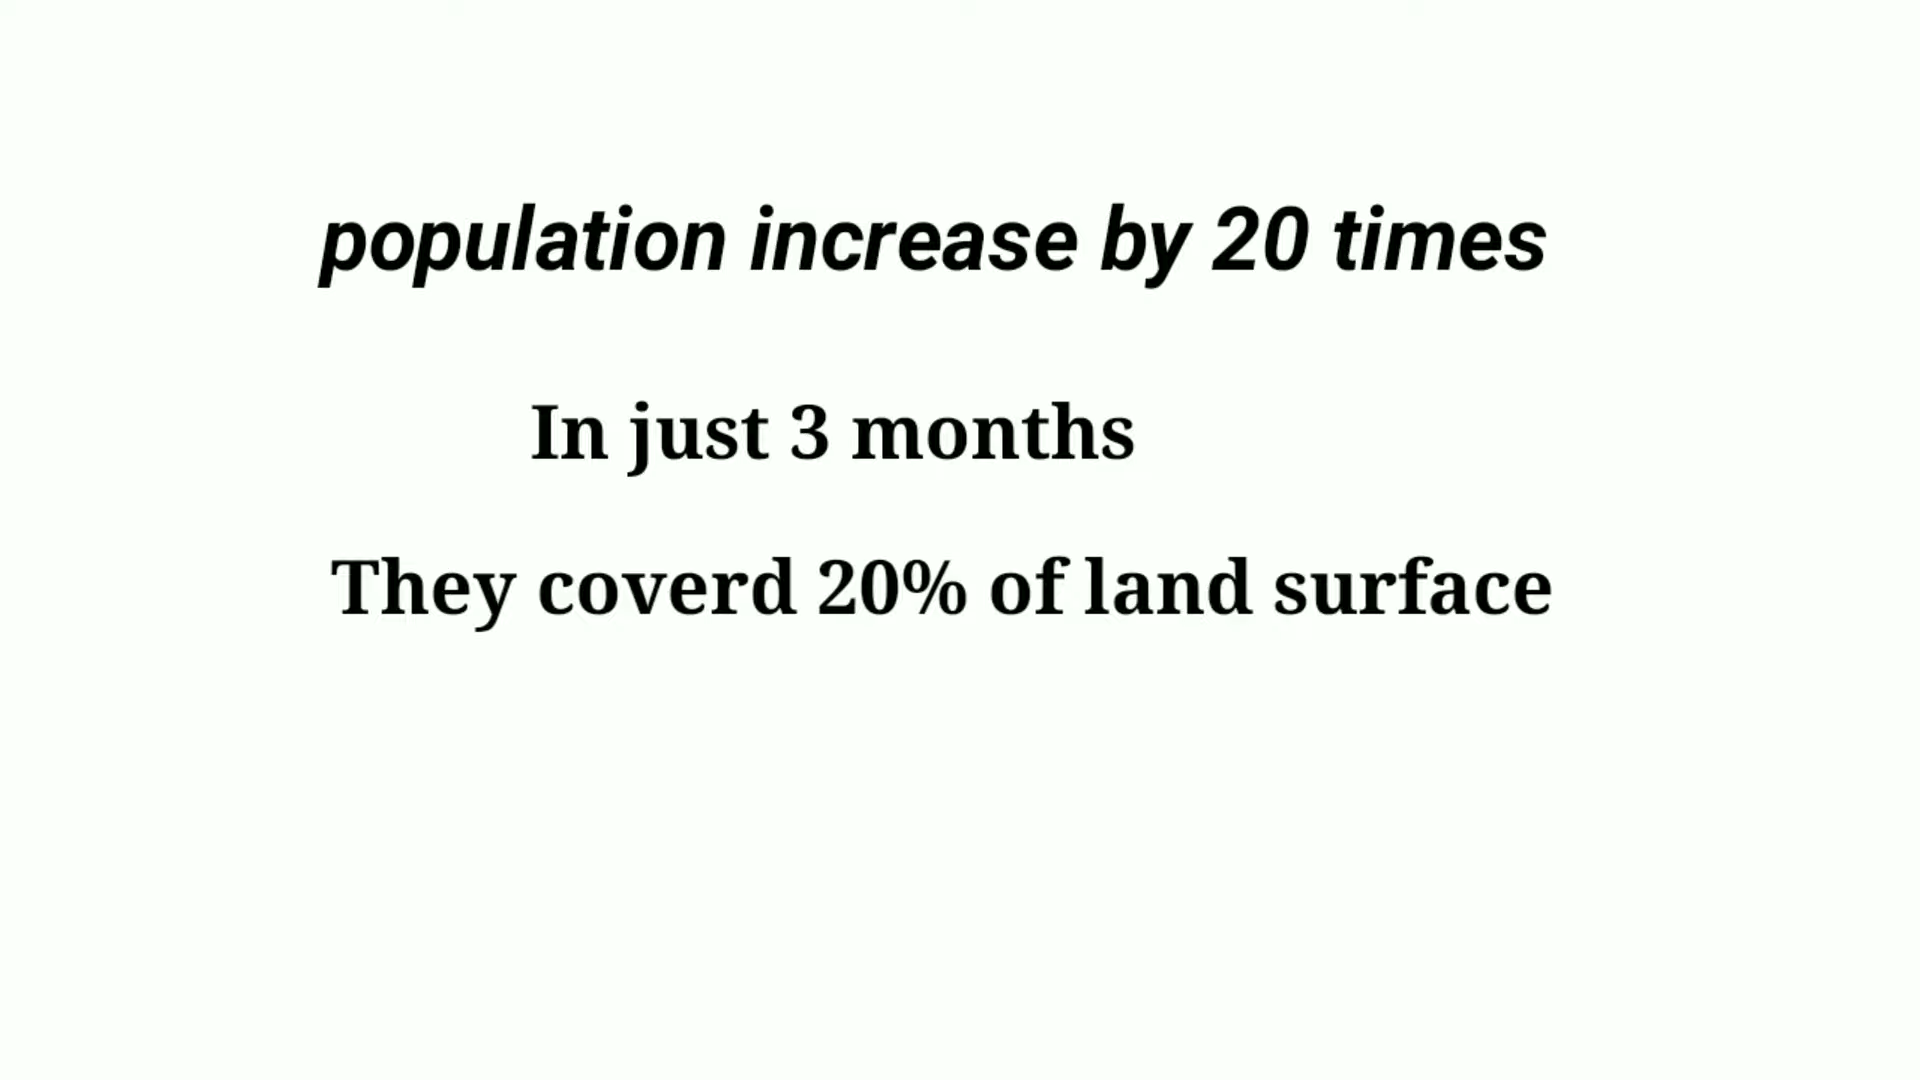 population increase by 20 times
In just 3 months
They coverd 20% of land surface